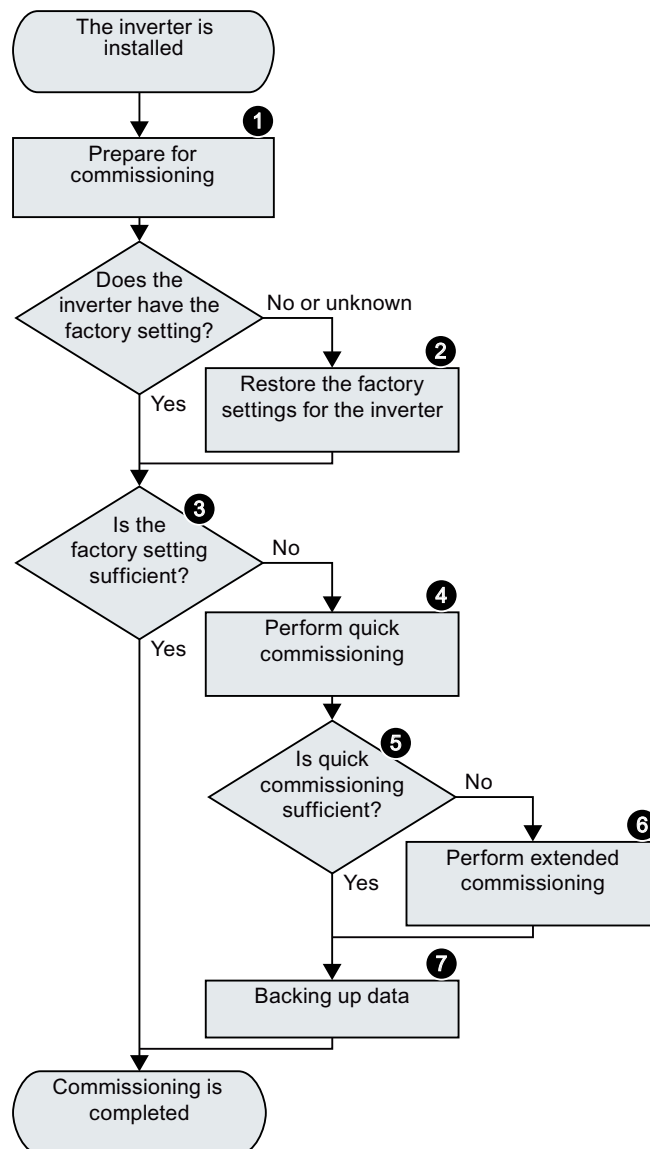 The inverter is
installed
1
Prepare for
commissioning
Does the
inverter have the
factory setting?
No or unknown
2
Restore the factory
settings for the inverter
Yes
3
Is the
factory setting
sufficient?
No
4
Perform quick
commissioning
Yes
5
Is quick
commissioning
sufficient?
No
6
Perform extended
commissioning
Yes
7
Backing up data
Commissioning is
completed